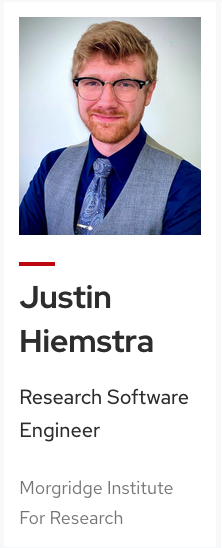 Justin
Hiemstra
Research Software
Engineer
Morgridge Institute
For Research